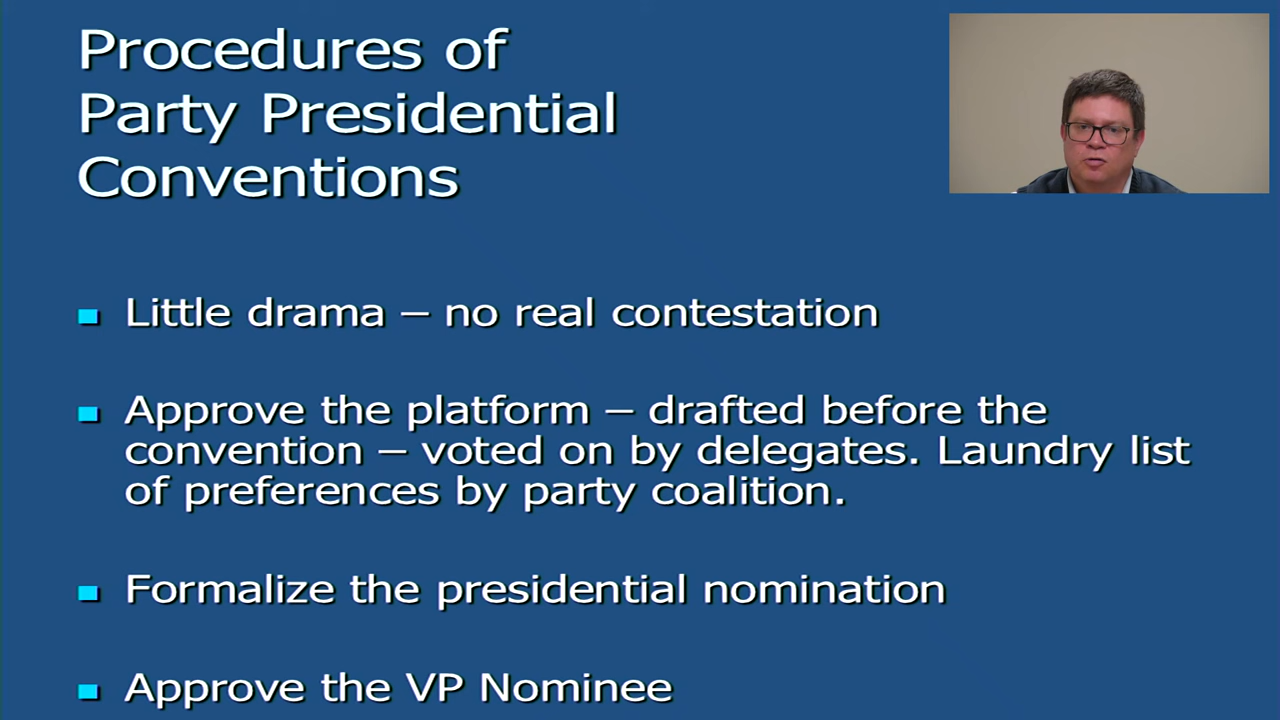 Procedures of
Party Presidential
Conventions
Little drama – no real contestation
Approve the platform – drafted before the
convention – voted on by delegates. Laundry list
of preferences by party coalition.
Formalize the presidential nomination
Approve the VP Nominee